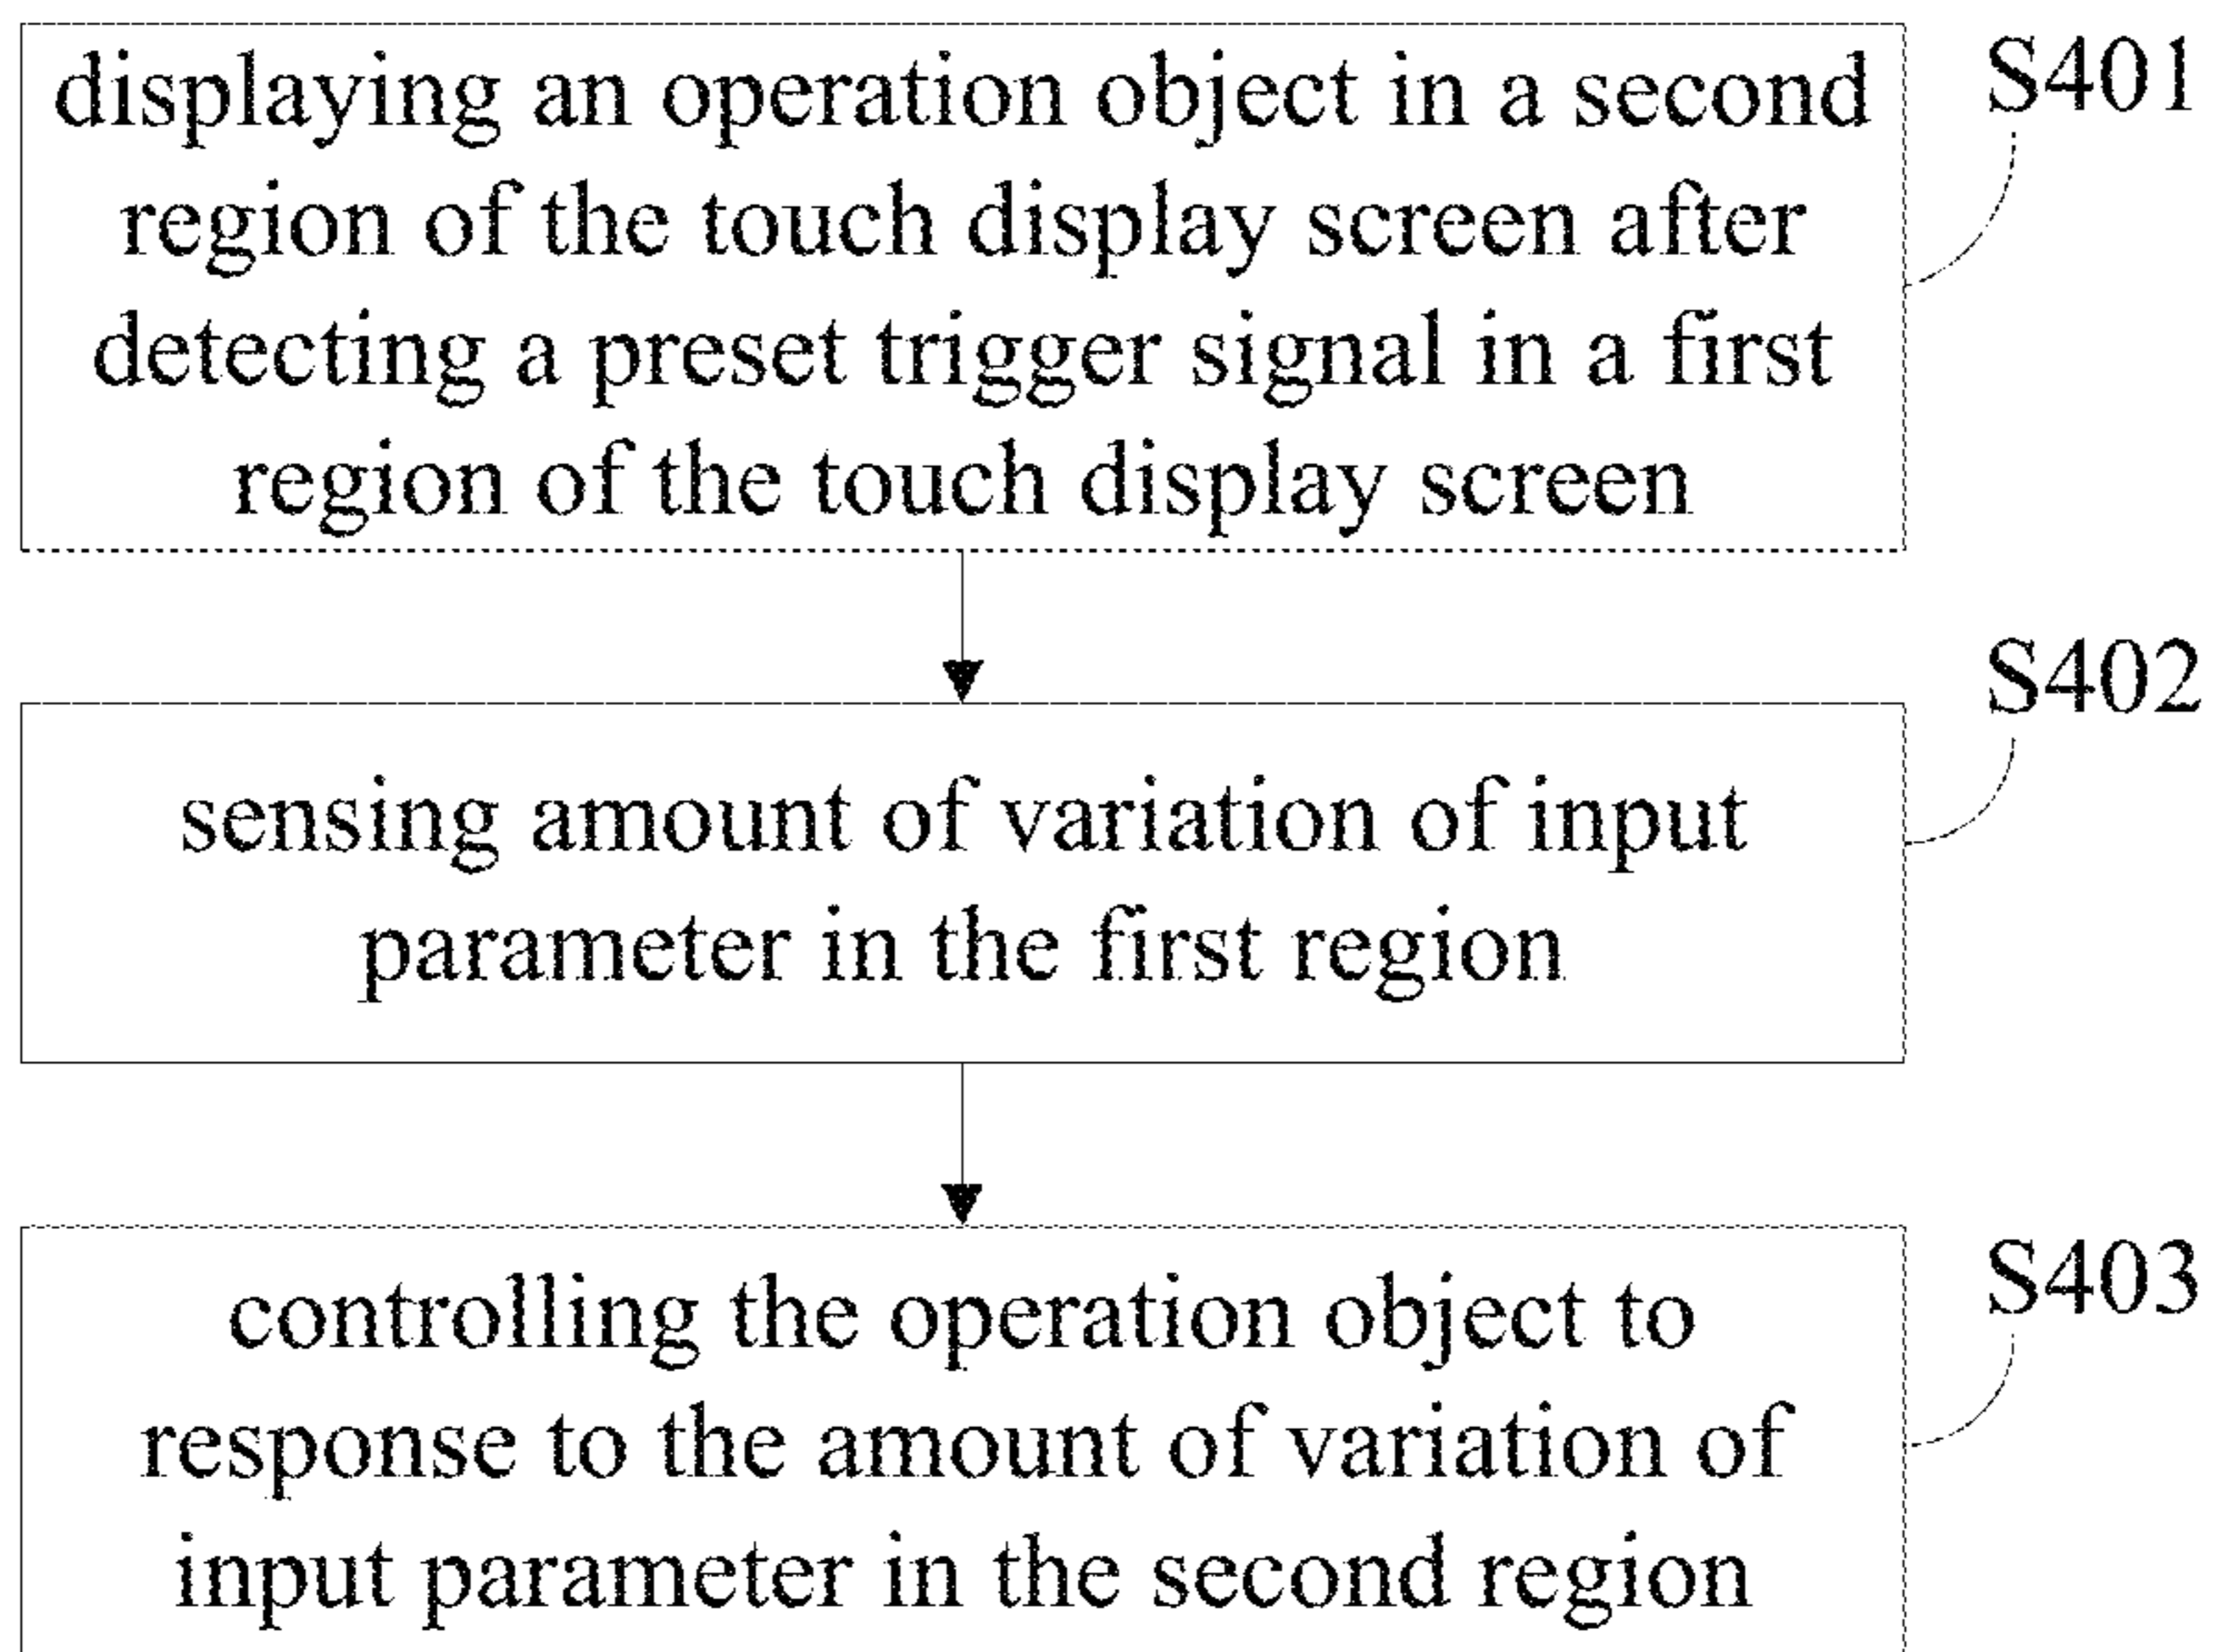 displaying an operation object in a second
region of the touch display screen after
detecting a preset trigger signal in a first
region of the touch display screen
S401
sensing amount of variation of input
parameter in the first region
S402
controlling the operation object to
response to the amount of variation of
input parameter in the second region
S403